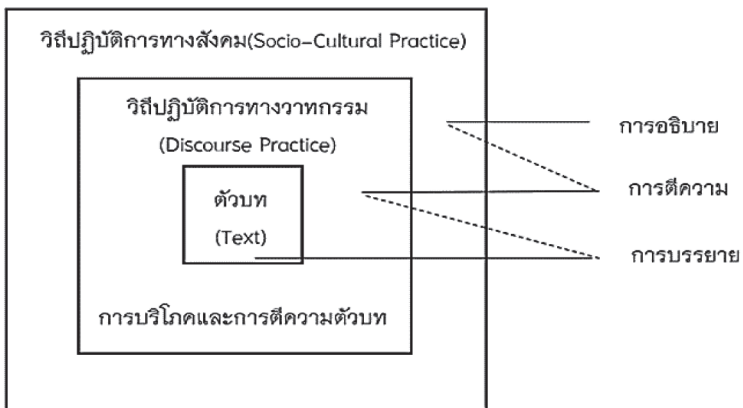 วิถีปฏิบัติการทางสังคม(Socio-Cultural Practice)
วิถีปฏิบัติการทางวาทกรรม
(Discourse Practice)
ตัวบท
(Text)
การบริโภคและการตีความตัวบท
การอธิบาย
การตีความ
การบรรยาย